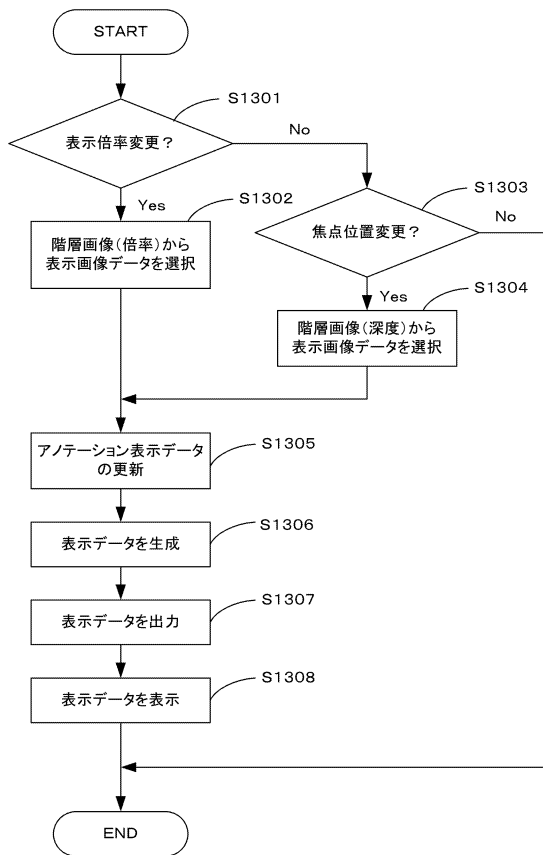 START
S1301
表示倍率変更？
No
Yes
S1302
S1303
No
階層画像（倍率）から
表示画像データを選択
焦点位置変更？
Yes
S1304
階層画像（深度）から
表示画像データを選択
アノテーション表示データ
の更新
S1305
表示データを生成
S1306
表示データを出力
S1307
表示データを表示
S1308
END